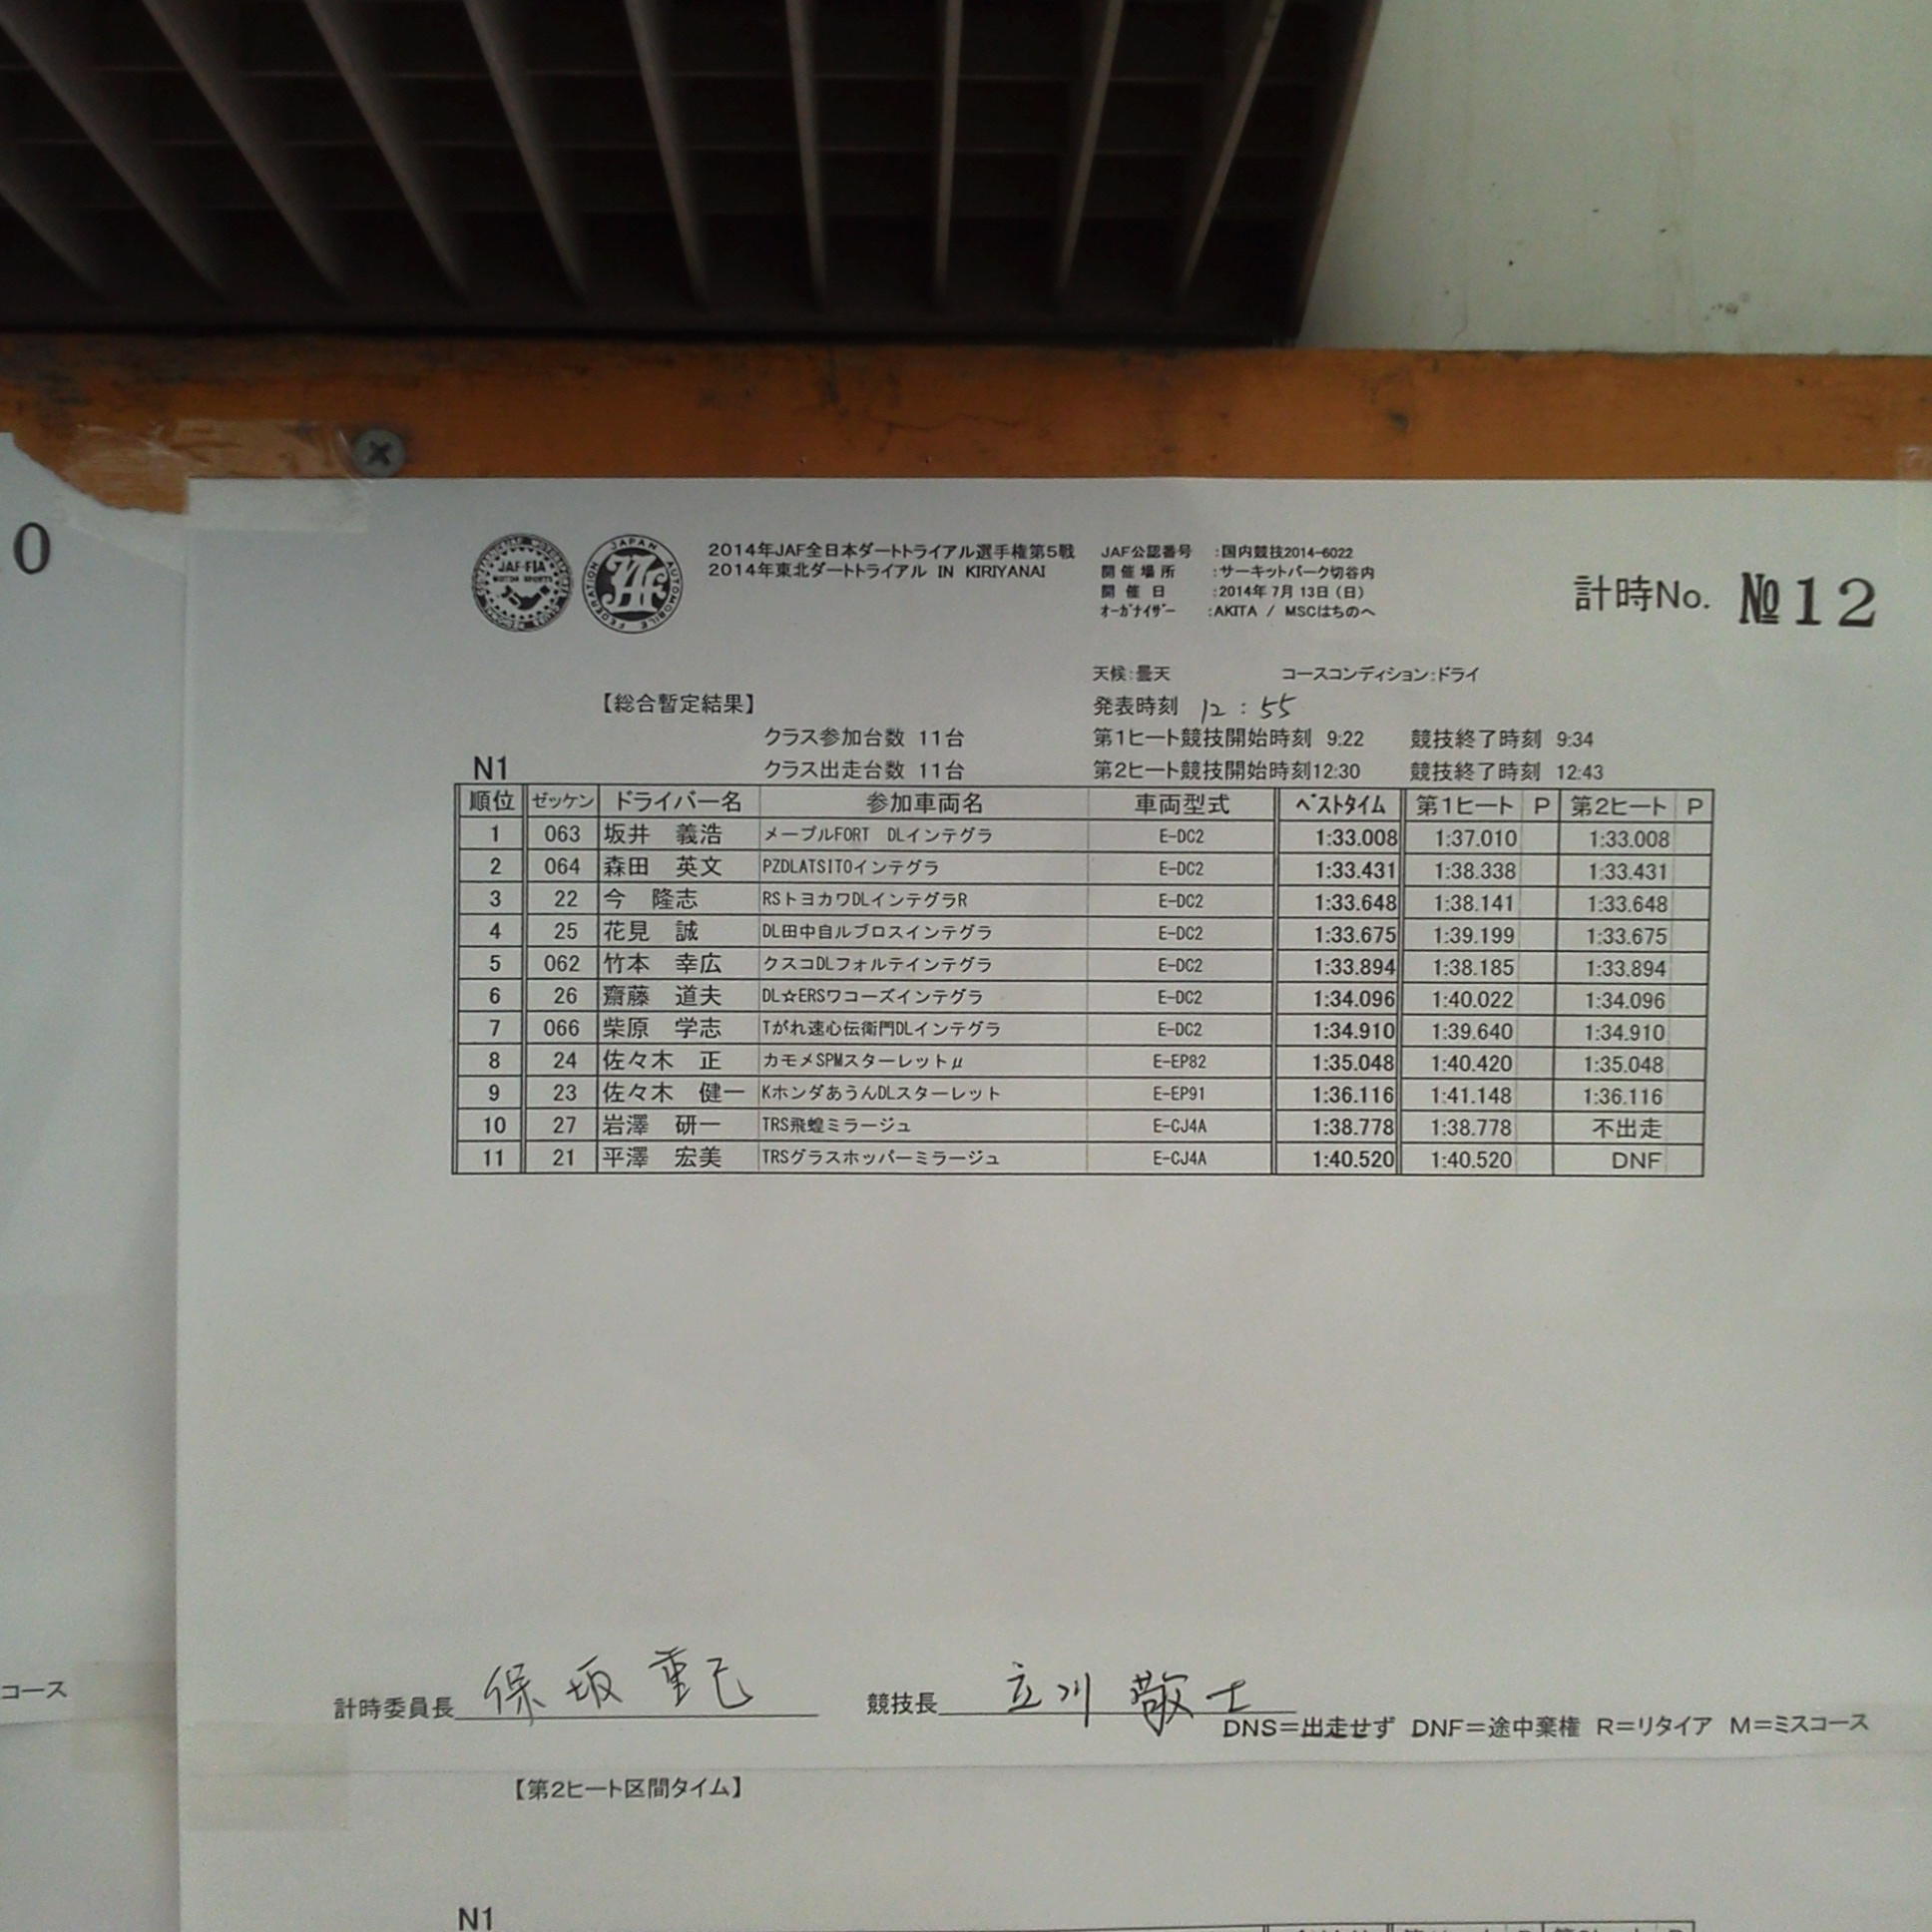 0
JAF-FIA
MOTOR SPORTS
JAPAN AUTOMOBILE FEDERATION
JAF
2014年JAF全日本ダートトライアル選手権第5戦
2014年東北ダートトライアル IN KIRIYANAI
JAF公認番号 :国内競技2014-6022
開催場所 :サーキットパーク切谷内
開催日 :2014年 7月 13日(日)
オーガナイザー :AKITA / MSCはちのへ
計時No. №12
天候:曇天 コースコンディション:ドライ
【総合暫定結果】 発表時刻 12:55
クラス参加台数 11台 第1ヒート競技開始時刻 9:22 競技終了時刻 9:34
N1 クラス出走台数 11台 第2ヒート競技開始時刻12:30 競技終了時刻 12:43
順位 ゼッケン ドライバー名 参加車両名 車両型式 ベストタイム 第1ヒート P 第2ヒート P
1 063 坂井 義浩 メープルFORT DLインテグラ E-DC2 1:33.008 1:37.010 1:33.008
2 064 森田 英文 PZDLATSITOインテグラ E-DC2 1:33.431 1:38.338 1:33.431
3 22 今 隆志 RSトヨカワDLインテグラR E-DC2 1:33.648 1:38.141 1:33.648
4 25 花見 誠 DL田中自ルブロスインテグラ E-DC2 1:33.675 1:39.199 1:33.675
5 062 竹本 幸広 クスコDLフォルテインテグラ E-DC2 1:33.894 1:38.185 1:33.894
6 26 齋藤 道夫 DL☆ERSワコーズインテグラ E-DC2 1:34.096 1:40.022 1:34.096
7 066 柴原 学志 Tがれ速心伝衛門DLインテグラ E-DC2 1:34.910 1:39.640 1:34.910
8 24 佐々木 正 カモメSPMスターレットμ E-EP82 1:35.048 1:40.420 1:35.048
9 23 佐々木 健一 KホンダあうんDLスターレット E-EP91 1:36.116 1:41.148 1:36.116
10 27 岩澤 研一 TRS飛蝗ミラージュ E-CJ4A 1:38.778 1:38.778 不出走
11 21 平澤 宏美 TRSグラスホッパーミラージュ E-CJ4A 1:40.520 1:40.520 DNF
コース
計時委員長 保坂 重己 競技長 立川 敬士
DNS=出走せず DNF=途中棄権 R=リタイア M=ミスコース
【第2ヒート区間タイム】
N1